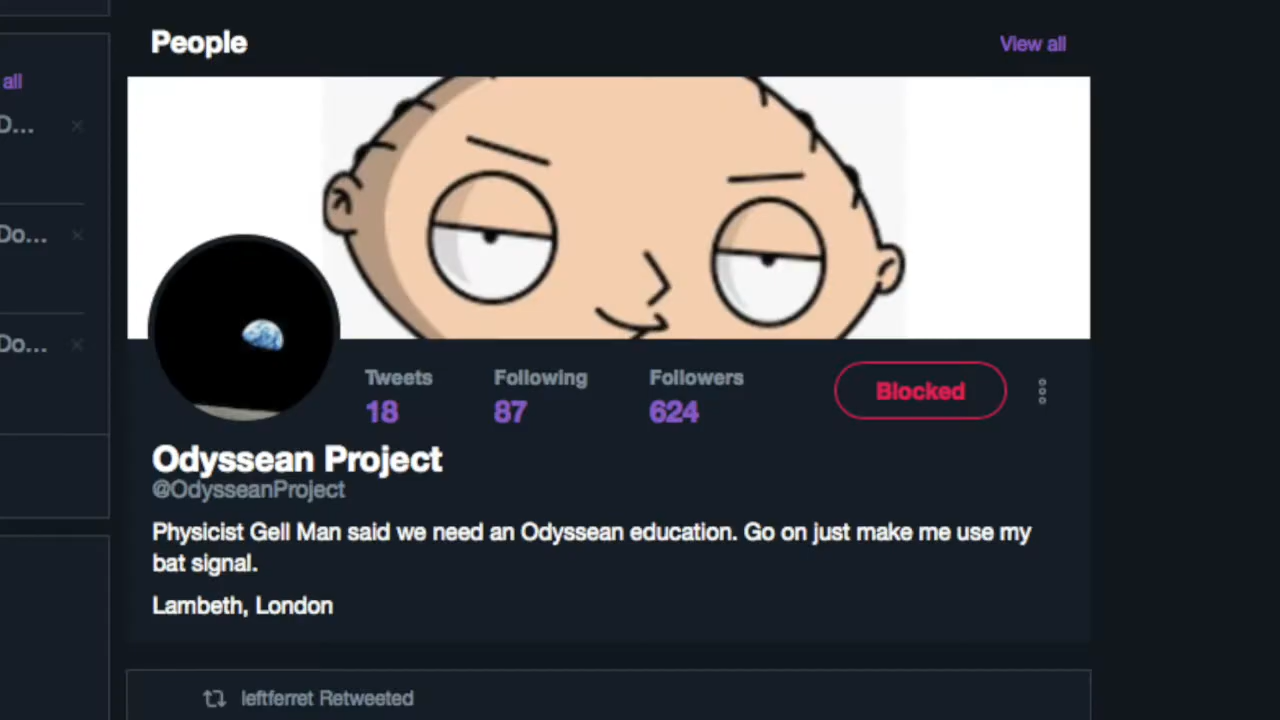 People
View all
all
D...
Do...
Do...
Tweets
Following
Followers
18
87
624
Blocked
Odyssean Project
@OdysseanProject
Physicist Gell Man said we need an Odyssean education. Go on just make me use my
bat signal.
Lambeth, London
leftferret Retweeted